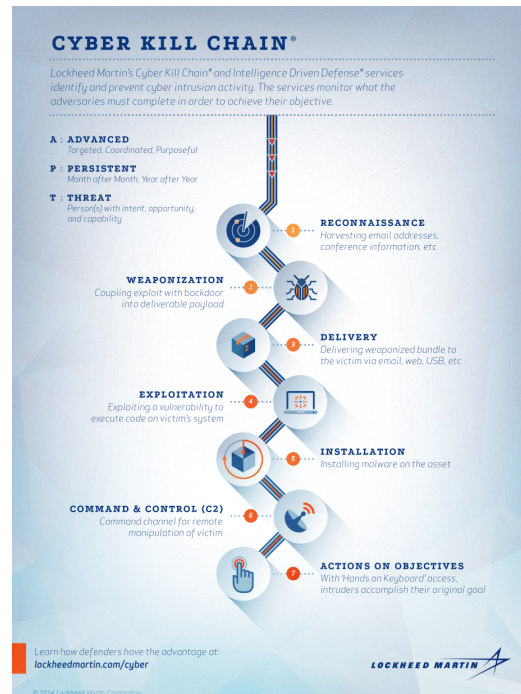 CYBER KILL CHAIN®
Lockheed Martin's Cyber Kill Chain® and Intelligence Driven Defense® services
identify and prevent cyber intrusion activity. The services monitor what the
adversaries must complete in order to achieve their objective.
A : ADVANCED
Targeted, Coordinated, Purposeful
P : PERSISTENT
Month after Month, Year after Year
T : THREAT
Person(s) with intent, opportunity,
and capability
1
RECONNAISSANCE
Harvesting email addresses,
conference information, etc
WEAPONIZATION
Coupling exploit with backdoor
into deliverable payload
2
3
DELIVERY
Delivering weaponized bundle to
the victim via email, web, USB, etc
EXPLOITATION
Exploiting a vulnerability to
execute code on victim's system
4
5
INSTALLATION
Installing malware on the asset
COMMAND & CONTROL (C2)
Command channel for remote
manipulation of victim
6
7
ACTIONS ON OBJECTIVES
With 'Hands on Keyboard' access,
intruders accomplish their original goal
Learn how defenders have the advantage at:
lockheedmartin.com/cyber
LOCKHEED MARTIN
© 2014 Lockheed Martin Corporation